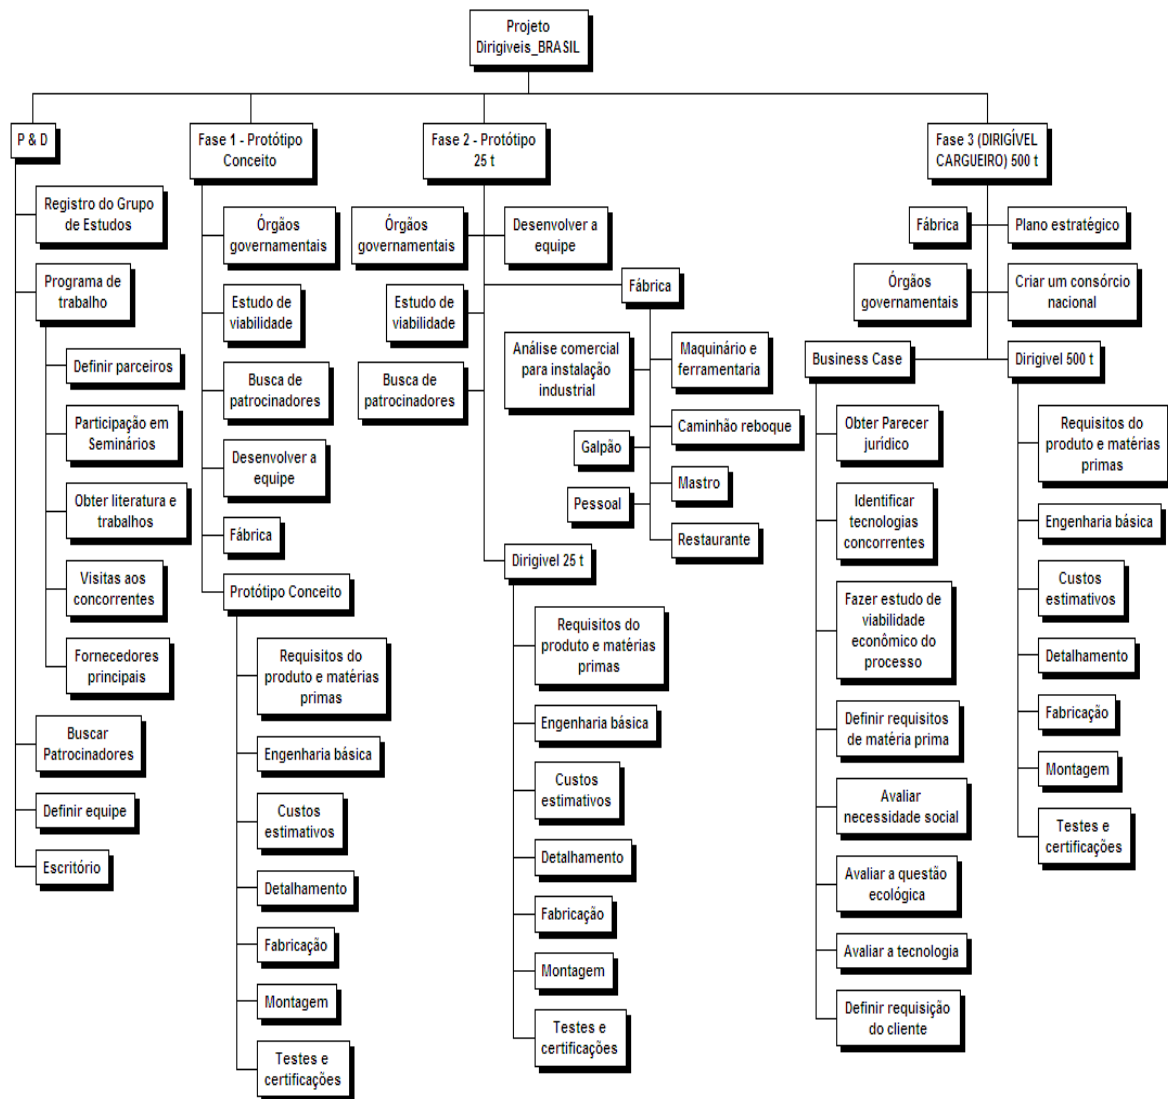 Projeto
Dirigiveis_BRASIL
P & D
Registro do Grupo
de Estudos
Programa de
trabalho
Definir parceiros
Participação em
Seminários
Obter literatura e
trabalhos
Visitas aos
concorrentes
Fornecedores
principais
Buscar
Patrocinadores
Definir equipe
Escritório
Fase 1 - Protótipo
Conceito
Órgãos
governamentais
Estudo de
viabilidade
Busca de
patrocinadores
Desenvolver a
equipe
Fábrica
Protótipo Conceito
Requisitos do
produto e matérias
primas
Engenharia básica
Custos
estimativos
Detalhamento
Fabricação
Montagem
Testes e
certificações
Fase 2 - Protótipo
25 t
Órgãos
governamentais
Desenvolver a
equipe
Estudo de
viabilidade
Busca de
patrocinadores
Fábrica
Análise comercial
para instalação
industrial
Maquinário e
ferramentaria
Caminhão reboque
Galpão
Mastro
Pessoal
Restaurante
Dirigivel 25 t
Requisitos do
produto e matérias
primas
Engenharia básica
Custos
estimativos
Detalhamento
Fabricação
Montagem
Testes e
certificações
Fase 3 (DIRIGÍVEL
CARGUEIRO) 500 t
Fábrica
Plano estratégico
Órgãos
governamentais
Criar um consórcio
nacional
Business Case
Obter Parecer
jurídico
Identificar
tecnologias
concorrentes
Fazer estudo de
viabilidade
econômico do
processo
Definir requisitos
de matéria prima
Avaliar
necessidade social
Avaliar a questão
ecológica
Avaliar a tecnologia
Definir requisição
do cliente
Dirigivel 500 t
Requisitos do
produto e matérias
primas
Engenharia básica
Custos
estimativos
Detalhamento
Fabricação
Montagem
Testes e
certificações